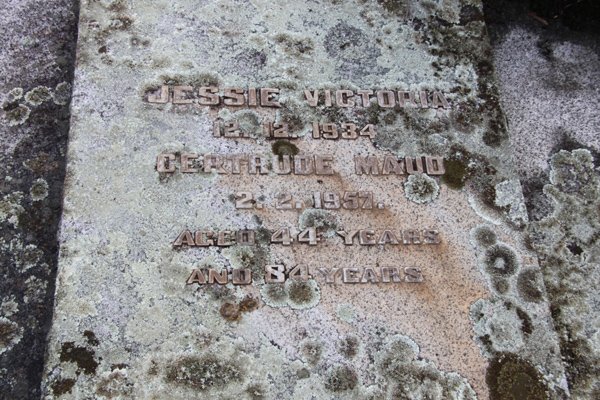 JESSIE VICTORIA
12. 12. 1934
GERTRUDE MAUD
2. 2. 1957.
AGED 44 YEARS
AND 84 YEARS